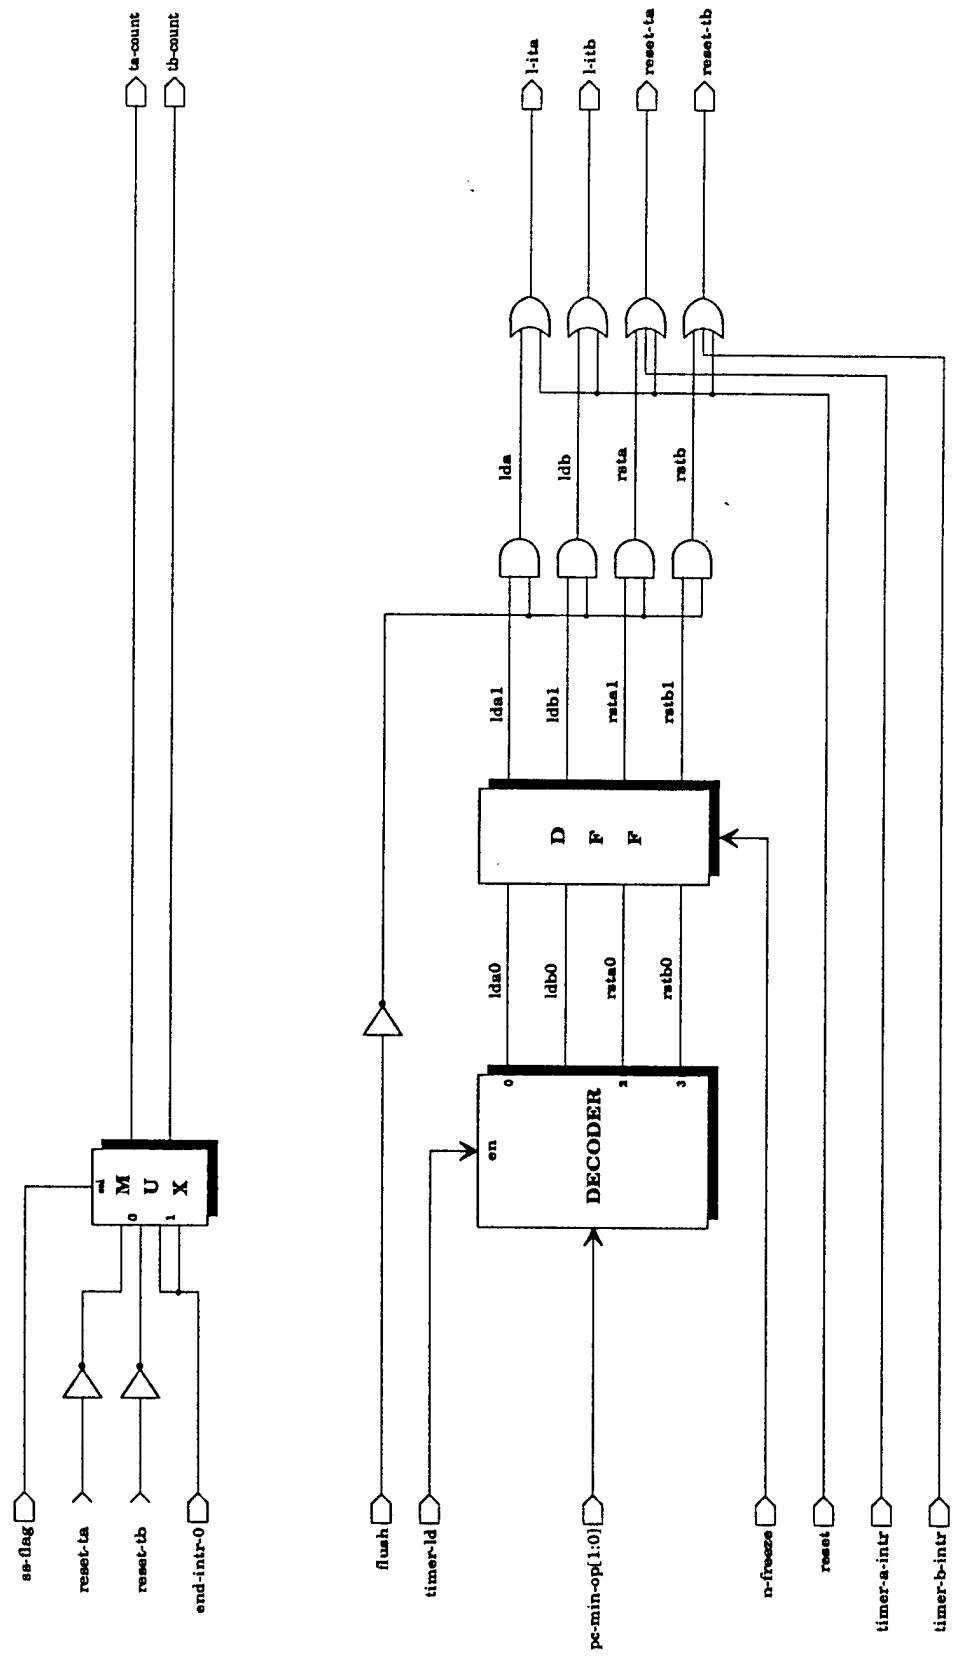 ss-flag
reset-ta
reset-tb
end-intr-0
sel
M
U
X
0
1
ta-count
tb-count
flush
timer-ld
pc-min-op[1:0]
n-freeze
reset
timer-a-intr
timer-b-intr
en
DECODER
0
2
3
lda0
ldb0
rsta0
rstb0
D
F
F
lda1
ldb1
rsta1
rstb1
lda
ldb
rsta
rstb
l-ita
l-itb
reset-ta
reset-tb